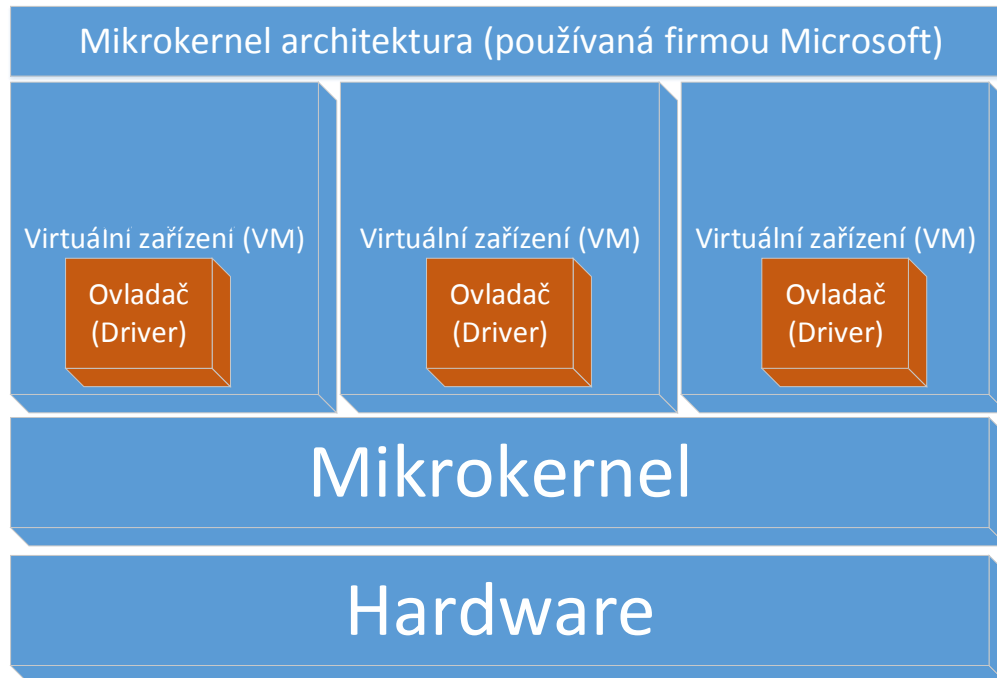 Mikrokernel architektura (používaná firmou Microsoft)
Virtuální zařízení (VM)
Ovladač
(Driver)
Virtuální zařízení (VM)
Ovladač
(Driver)
Virtuální zařízení (VM)
Ovladač
(Driver)
Mikrokernel
Hardware